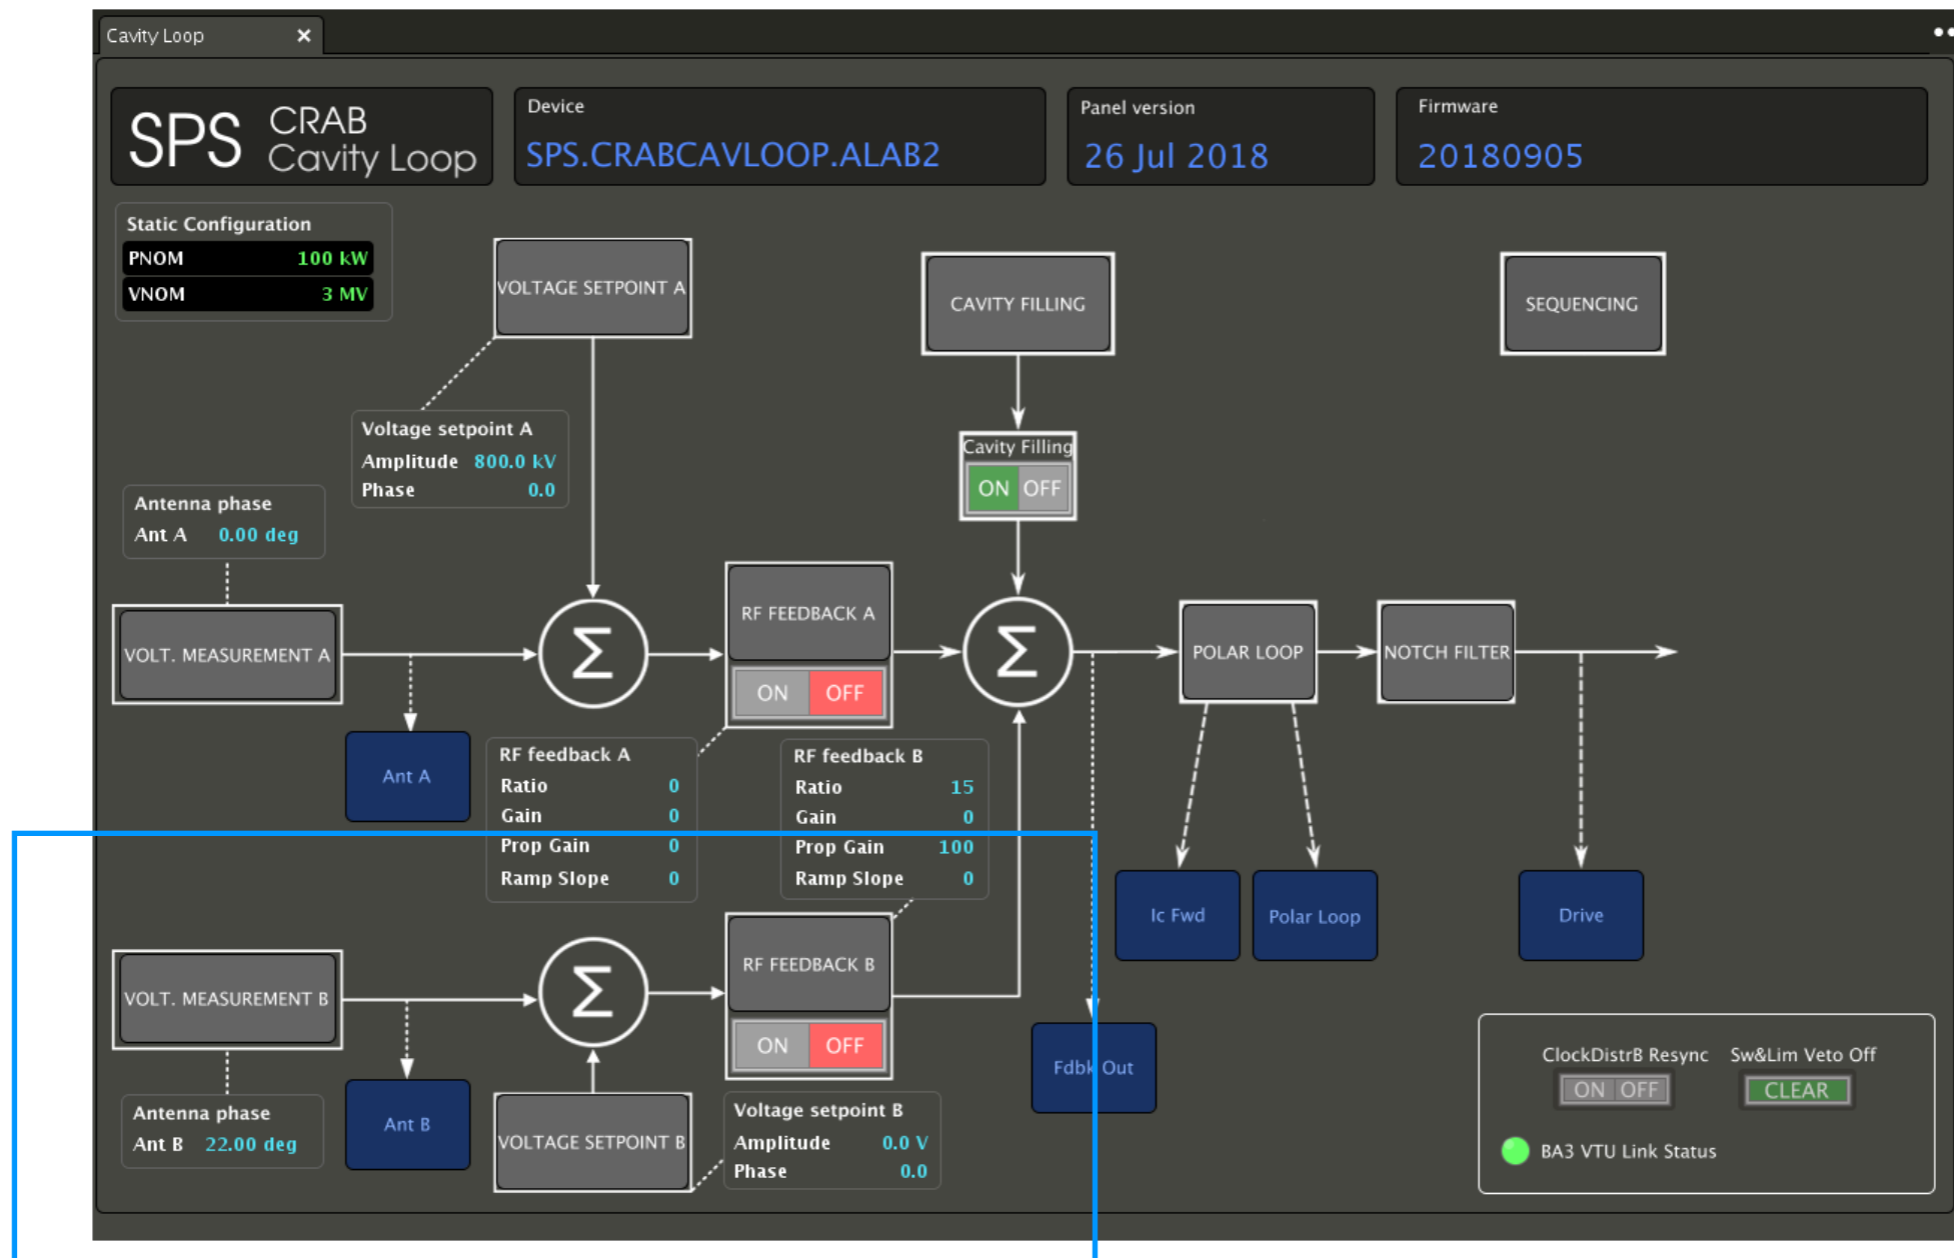 Cavity Loop
SPS CRAB
Cavity Loop
Device
SPS.CRABCAVLOOP.ALAB2
Panel version
26 Jul 2018
Firmware
20180905
Static Configuration
PNOM 100 kW
VNOM 3 MV
VOLTAGE SETPOINT A
CAVITY FILLING
SEQUENCING
Voltage setpoint A
Amplitude 800.0 kV
Phase 0.0
Cavity Filling
ON OFF
Antenna phase
Ant A 0.00 deg
VOLT. MEASUREMENT A
Σ
RF FEEDBACK A
ON OFF
Σ
POLAR LOOP
NOTCH FILTER
Ant A
RF feedback A
Ratio 0
Gain 0
Prop Gain 0
Ramp Slope 0
RF feedback B
Ratio 15
Gain 0
Prop Gain 100
Ramp Slope 0
Ic Fwd
Polar Loop
Drive
VOLT. MEASUREMENT B
Σ
RF FEEDBACK B
ON OFF
Fdbk Out
Antenna phase
Ant B 22.00 deg
Ant B
VOLTAGE SETPOINT B
Voltage setpoint B
Amplitude 0.0 V
Phase 0.0
ClockDistrB Resync
ON OFF
Sw&Lim Veto Off
CLEAR
BA3 VTU Link Status